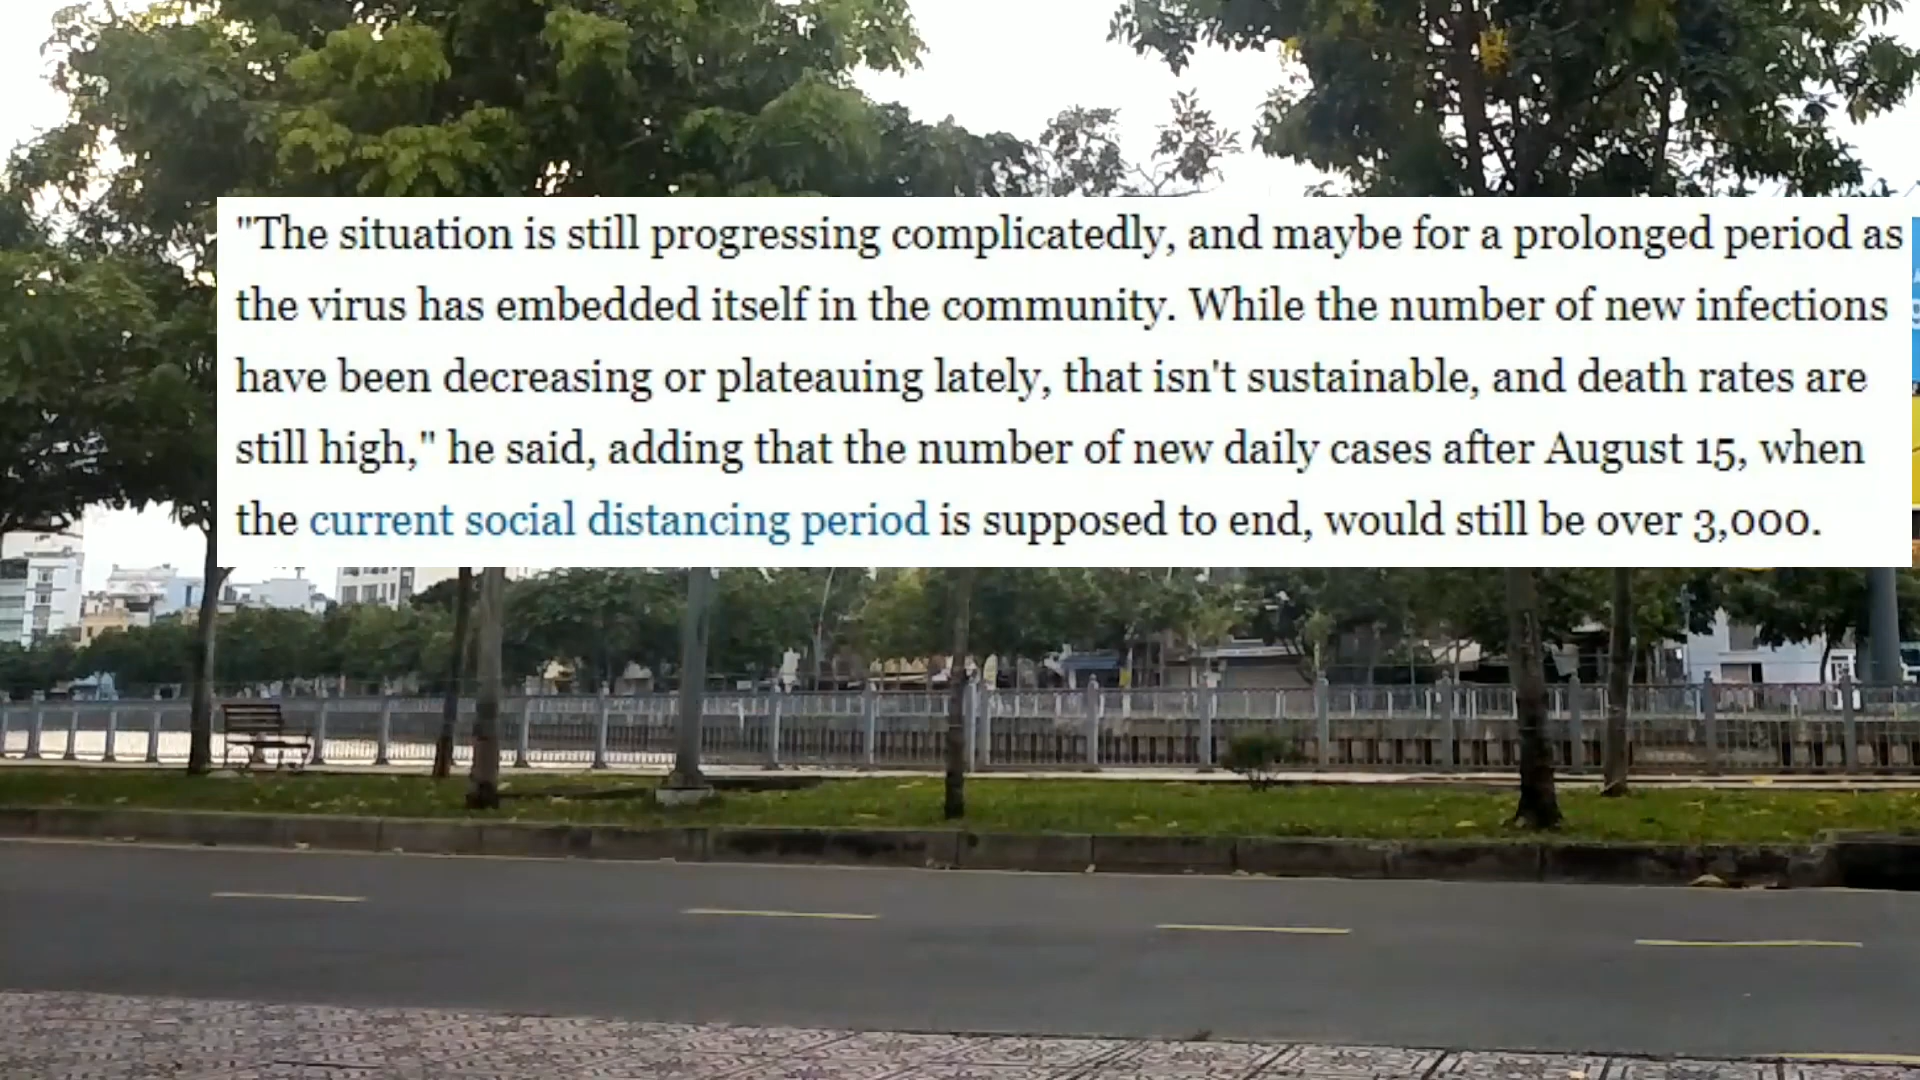 "The situation is still progressing complicatedly, and maybe for a prolonged period as
the virus has embedded itself in the community. While the number of new infections
have been decreasing or plateauing lately, that isn't sustainable, and death rates are
still high," he said, adding that the number of new daily cases after August 15, when
the current social distancing period is supposed to end, would still be over 3,000.